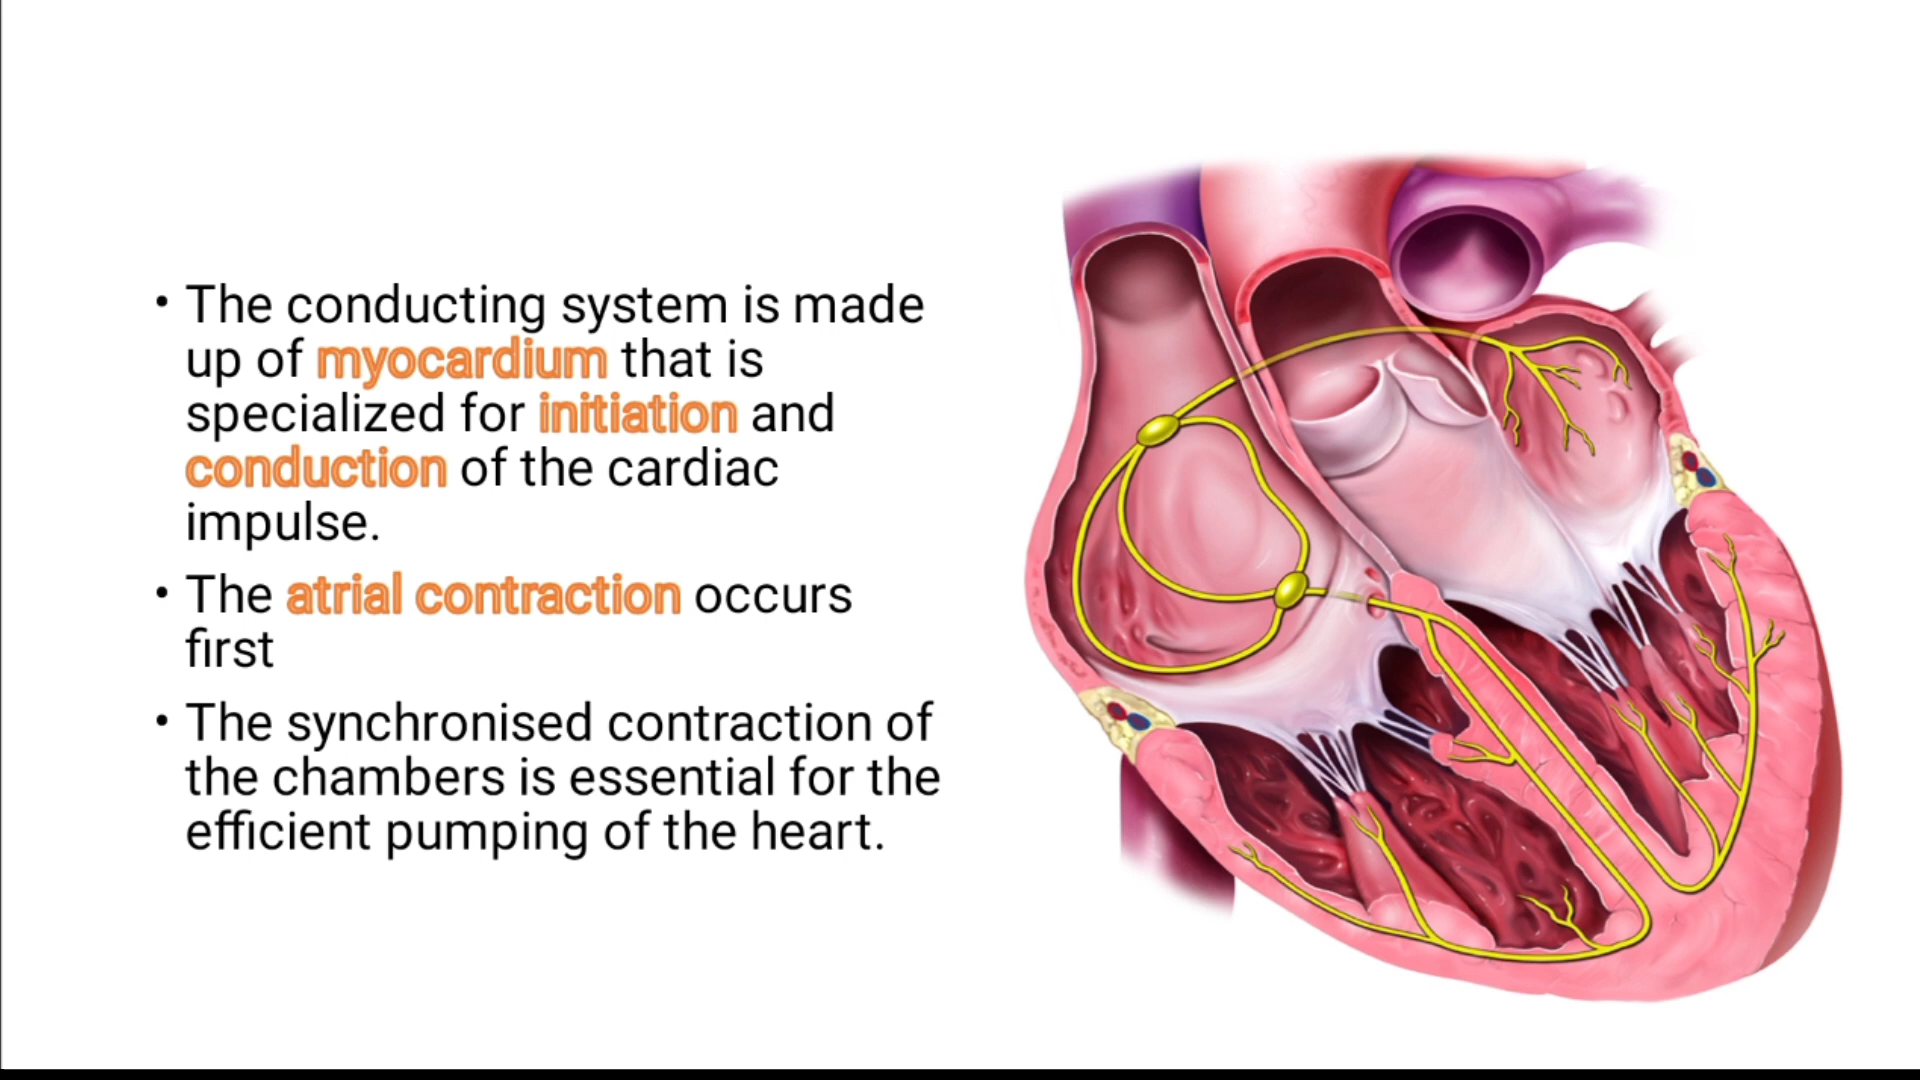 • The conducting system is made
up of myocardium that is
specialized for initiation and
conduction of the cardiac
impulse.
• The atrial contraction occurs
first
• The synchronised contraction of
the chambers is essential for the
efficient pumping of the heart.